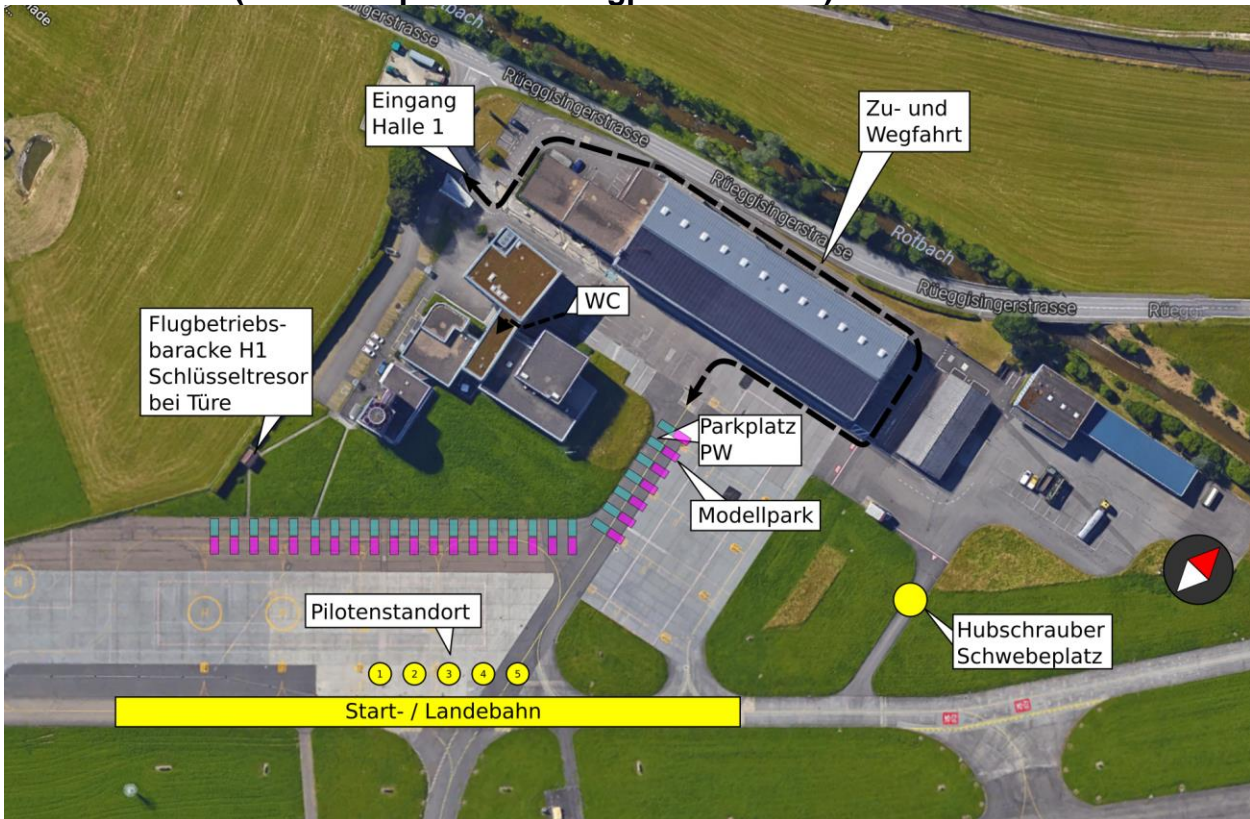 Rüeggisingerstrasse
Eingang
Halle 1
Zu- und
Wegfahrt
Rüeggisingerstrasse
Rotbach
Rüeggisingerstrasse
WC
Flugbetriebs-
baracke H1
Schlüsseltresor
bei Türe
Parkplatz
PW
Modellpark
Pilotenstandort
1 2 3 4 5
Hubschrauber
Schwebeplatz
Start- / Landebahn